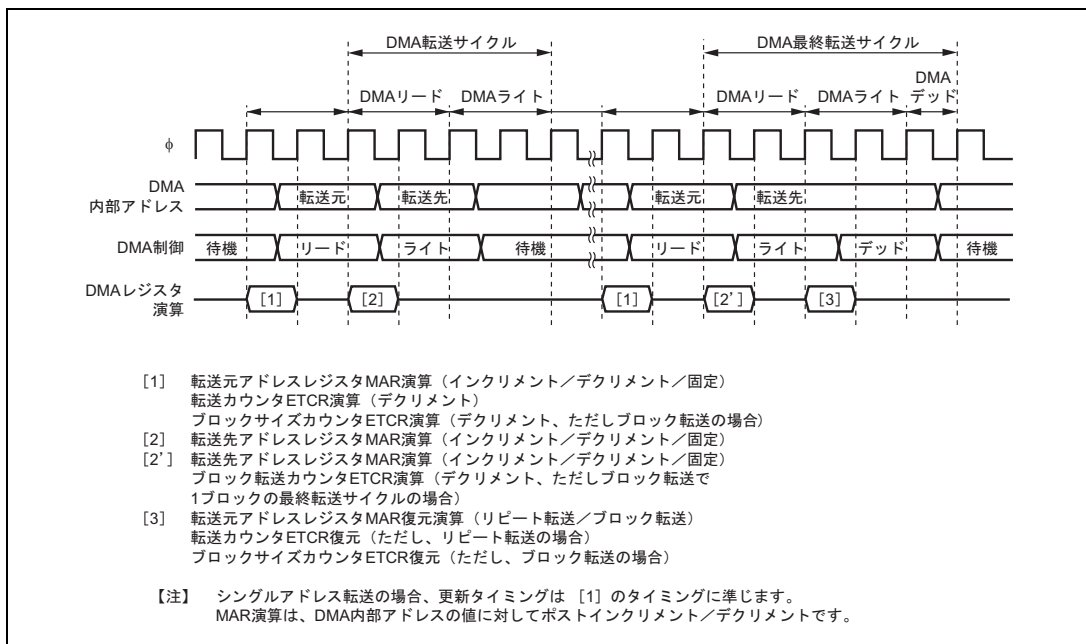 DMA転送サイクル DMA最終転送サイクル
DMAリード DMAライト DMAリード DMAライト DMAデッド
φ
DMA内部アドレス 転送元 転送先 転送元 転送先
DMA制御 待機 リード ライト 待機 リード ライト デッド 待機
DMAレジスタ演算 [1] [2] [1] [2'] [3]
[1] 転送元アドレスレジスタMAR演算（インクリメント／デクリメント／固定）
転送カウンタETCR演算（デクリメント）
ブロックサイズカウンタETCR演算（デクリメント、ただしブロック転送の場合）
[2] 転送先アドレスレジスタMAR演算（インクリメント／デクリメント／固定）
[2'] 転送先アドレスレジスタMAR演算（インクリメント／デクリメント／固定）
ブロック転送カウンタETCR演算（デクリメント、ただしブロック転送で
1ブロックの最終転送サイクルの場合）
[3] 転送元アドレスレジスタMAR復元演算（リピート転送／ブロック転送）
転送カウンタETCR復元（ただし、リピート転送の場合）
ブロックサイズカウンタETCR復元（ただし、ブロック転送の場合）
【注】 シングルアドレス転送の場合、更新タイミングは [1] のタイミングに準じます。
MAR演算は、DMA内部アドレスの値に対してポストインクリメント／デクリメントです。